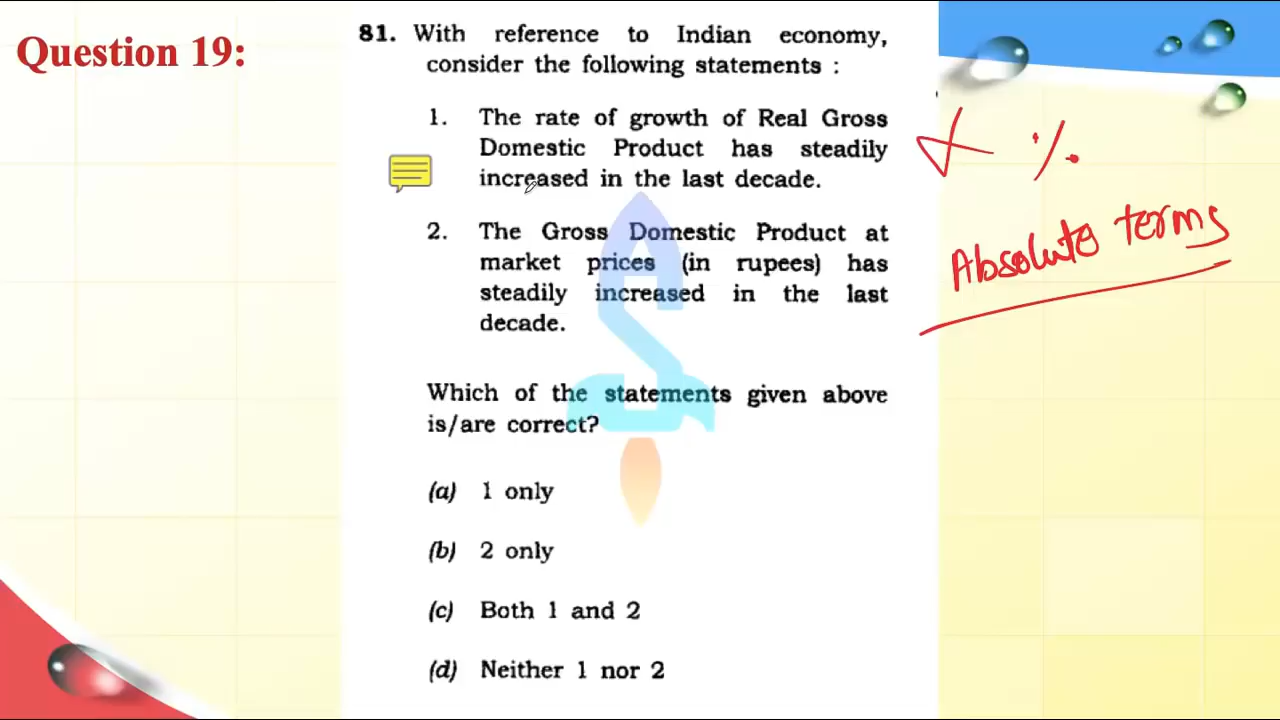 Question 19:
81. With reference to Indian economy,
consider the following statements :
1. The rate of growth of Real Gross
Domestic Product has steadily
increased in the last decade.
2. The Gross Domestic Product at
market prices (in rupees) has
steadily increased in the last
decade.
Which of the statements given above
is/are correct?
(a) 1 only
(b) 2 only
(c) Both 1 and 2
(d) Neither 1 nor 2
%
Absolute terms